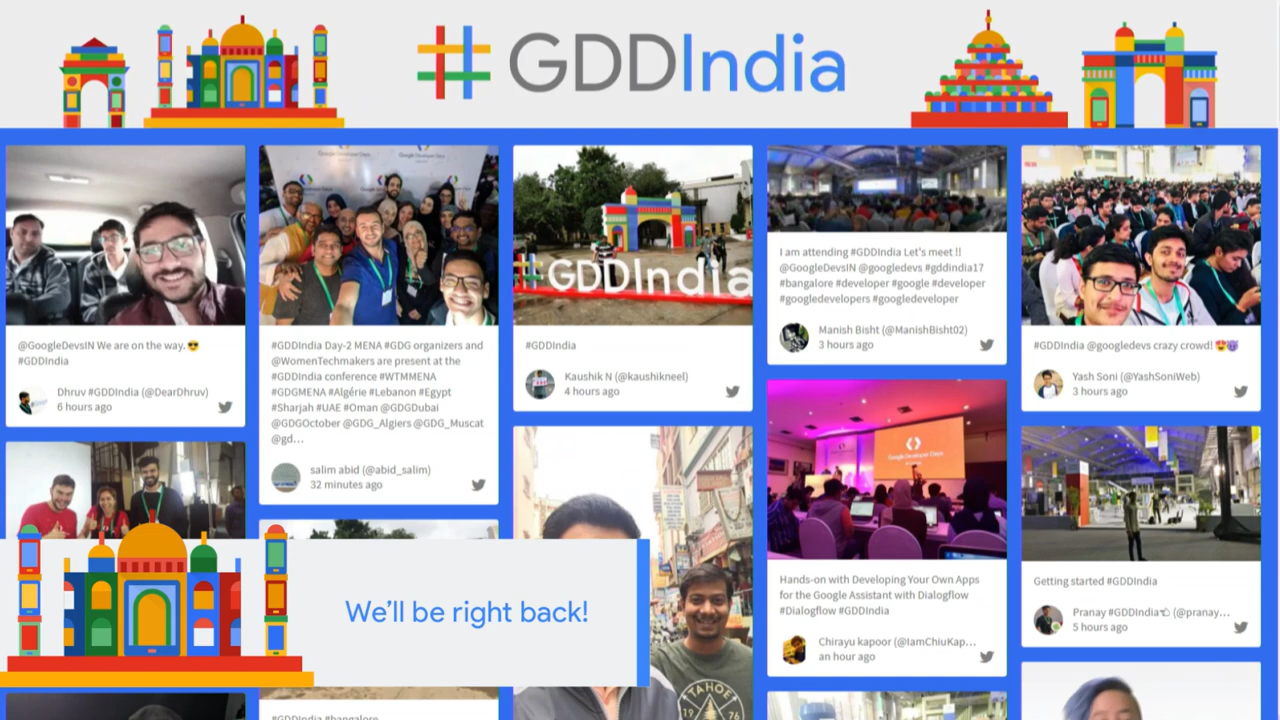 #GDDIndia
@GoogleDevsIN We are on the way. 😎
#GDDIndia
Dhruv #GDDIndia (@DearDhruv)
6 hours ago
Google Developer Days
#GDDIndia Day-2 MENA #GDG organizers and
@WomenTechmakers are present at the
#GDDIndia conference #WTMMENA
#GDGMENA #Algérie #Lebanon #Egypt
#Sharjah #UAE #Oman @GDGDubai
@GDGOctober @GDG_Algiers @GDG_Muscat
@gd...
salim abid (@abid_salim)
32 minutes ago
#GDDIndia
#GDDIndia
Kaushik N (@kaushikneel)
4 hours ago
TAHOE
19 76
I am attending #GDDIndia Let's meet !!
@GoogleDevsIN @googledevs #gddindia17
#bangalore #developer #google #developer
#googledevelopers #googledeveloper
Manish Bisht (@ManishBisht02)
3 hours ago
Google Developer Days
Hands-on with Developing Your Own Apps
for the Google Assistant with Dialogflow
#Dialogflow #GDDIndia
Chirayu kapoor (@IamChiuKap...
an hour ago
#GDDIndia @googledevs crazy crowd! 😍😈
Yash Soni (@YashSoniWeb)
3 hours ago
Getting started #GDDIndia
Pranay #GDDIndia (@pranay...
5 hours ago
We'll be right back!
#GDDIndia #bangalore